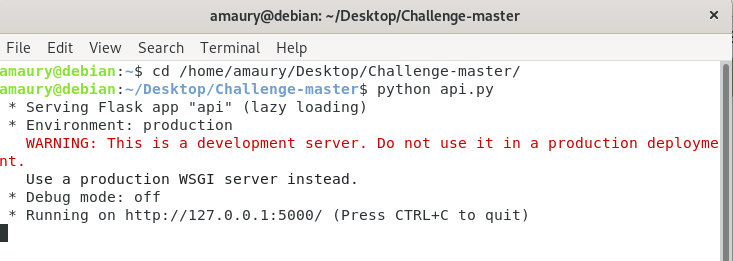 amaury@debian: ~/Desktop/Challenge-master ×
File Edit View Search Terminal Help
amaury@debian:~$ cd /home/amaury/Desktop/Challenge-master/
amaury@debian:~/Desktop/Challenge-master$ python api.py
 * Serving Flask app "api" (lazy loading)
 * Environment: production
   WARNING: This is a development server. Do not use it in a production deployme
nt.
   Use a production WSGI server instead.
 * Debug mode: off
 * Running on http://127.0.0.1:5000/ (Press CTRL+C to quit)